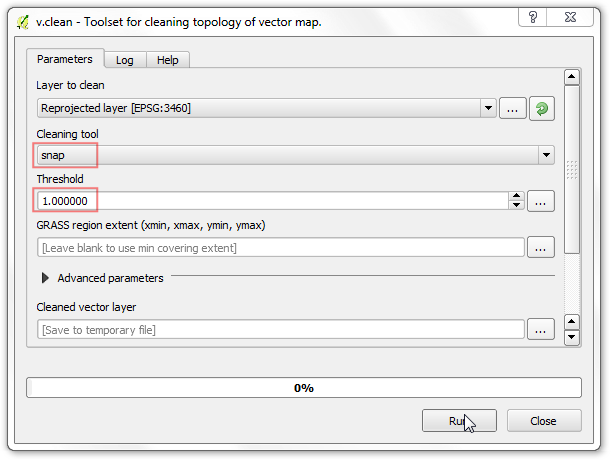 v.clean - Toolset for cleaning topology of vector map.
Parameters Log Help
Layer to clean
Reprojected layer [EPSG:3460] ...
Cleaning tool
snap
Threshold
1.000000 ...
GRASS region extent (xmin, xmax, ymin, ymax)
[Leave blank to use min covering extent] ...
Advanced parameters
Cleaned vector layer
[Save to temporary file] ...
0%
Run Close